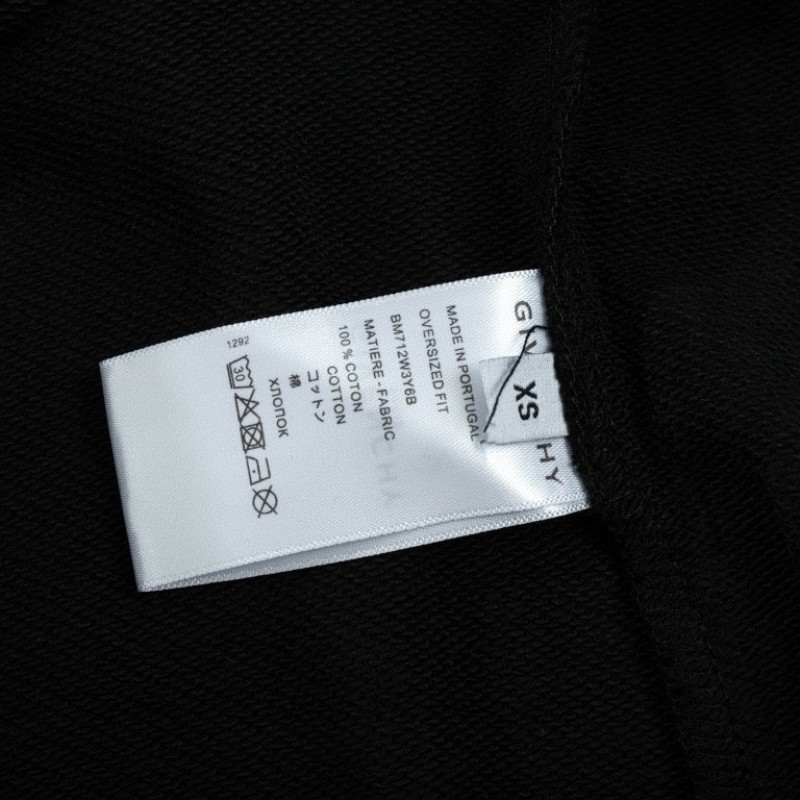 GI HY
XS
MADE IN PORTUGAL
OVERSIZED FIT
BM712W3Y6B
MATIERE - FABRIC
100 % COTON
COTTON
コットン
棉
ХЛОПОК
30
1292